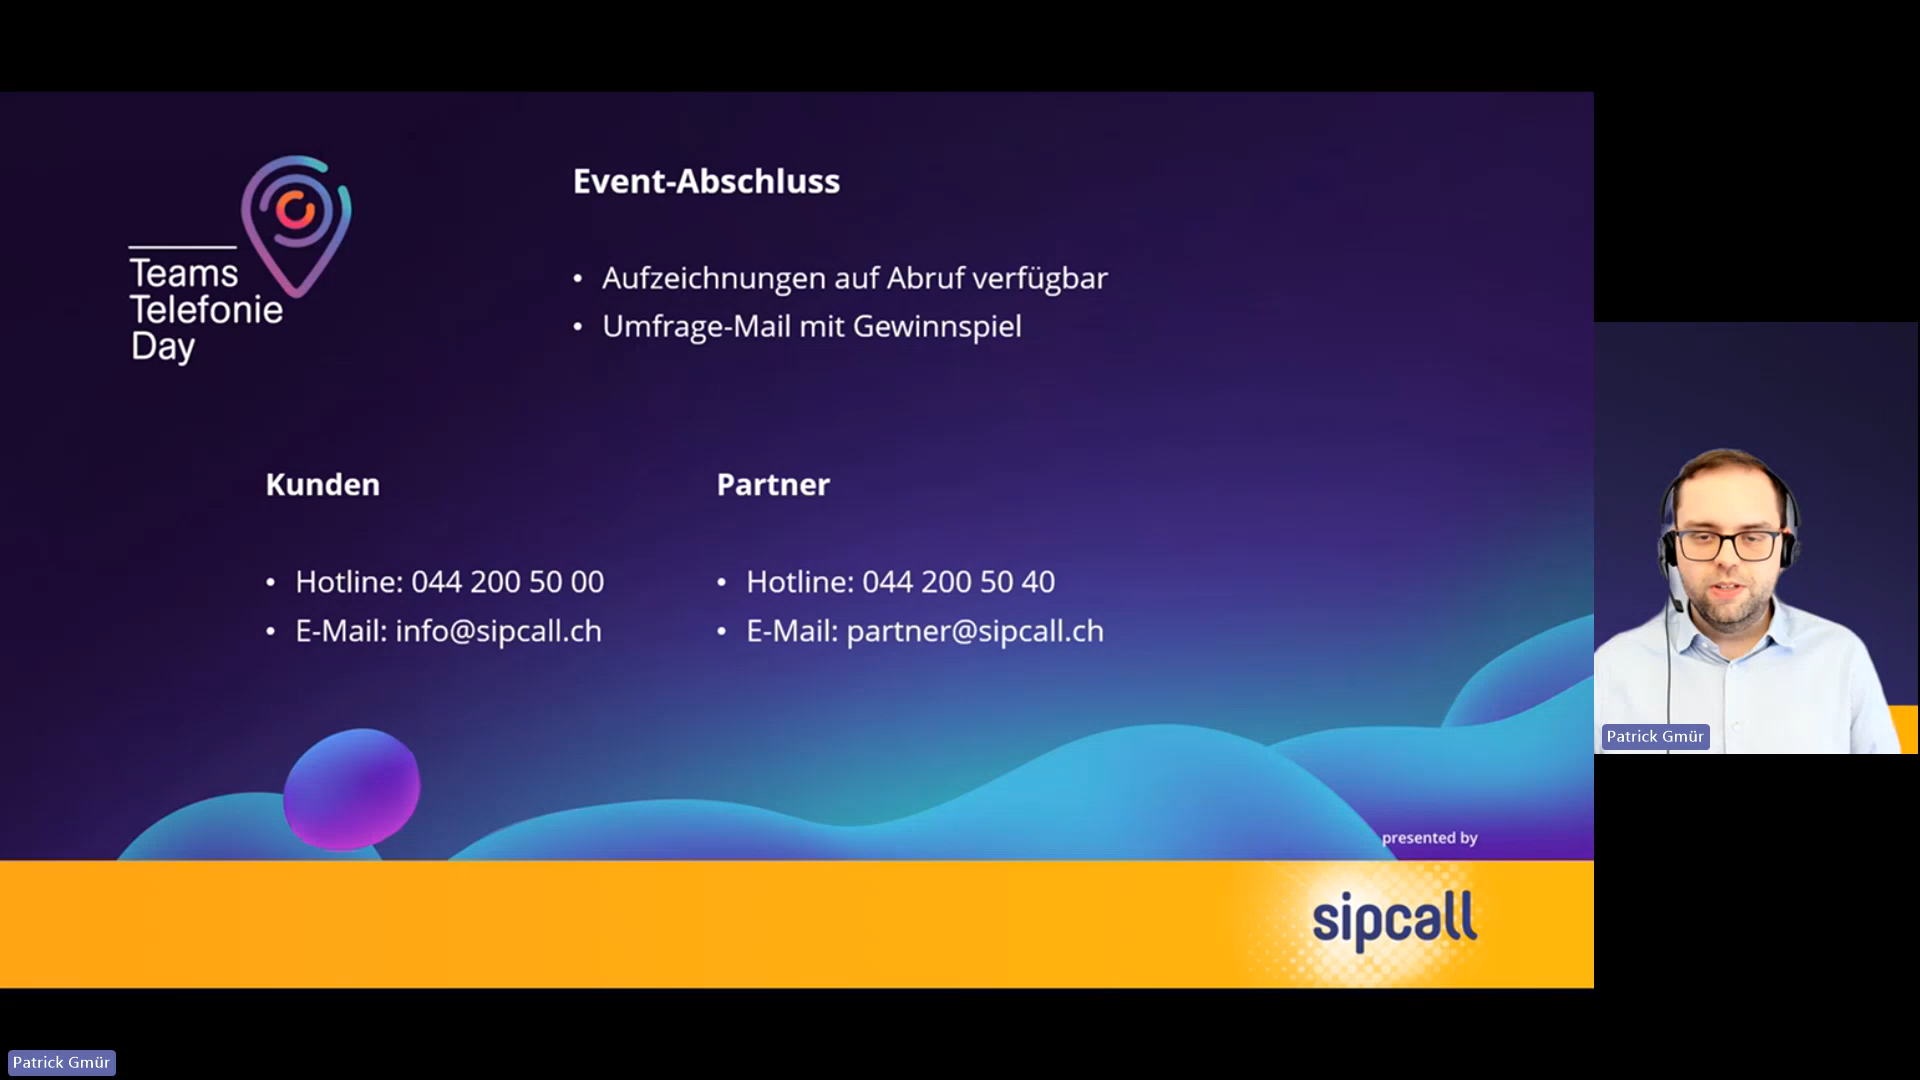 Teams
Telefonie
Day
Event-Abschluss
• Aufzeichnungen auf Abruf verfügbar
• Umfrage-Mail mit Gewinnspiel
Kunden
• Hotline: 044 200 50 00
• E-Mail: info@sipcall.ch
Partner
• Hotline: 044 200 50 40
• E-Mail: partner@sipcall.ch
presented by
sipcall
Patrick Gmür
Patrick Gmür